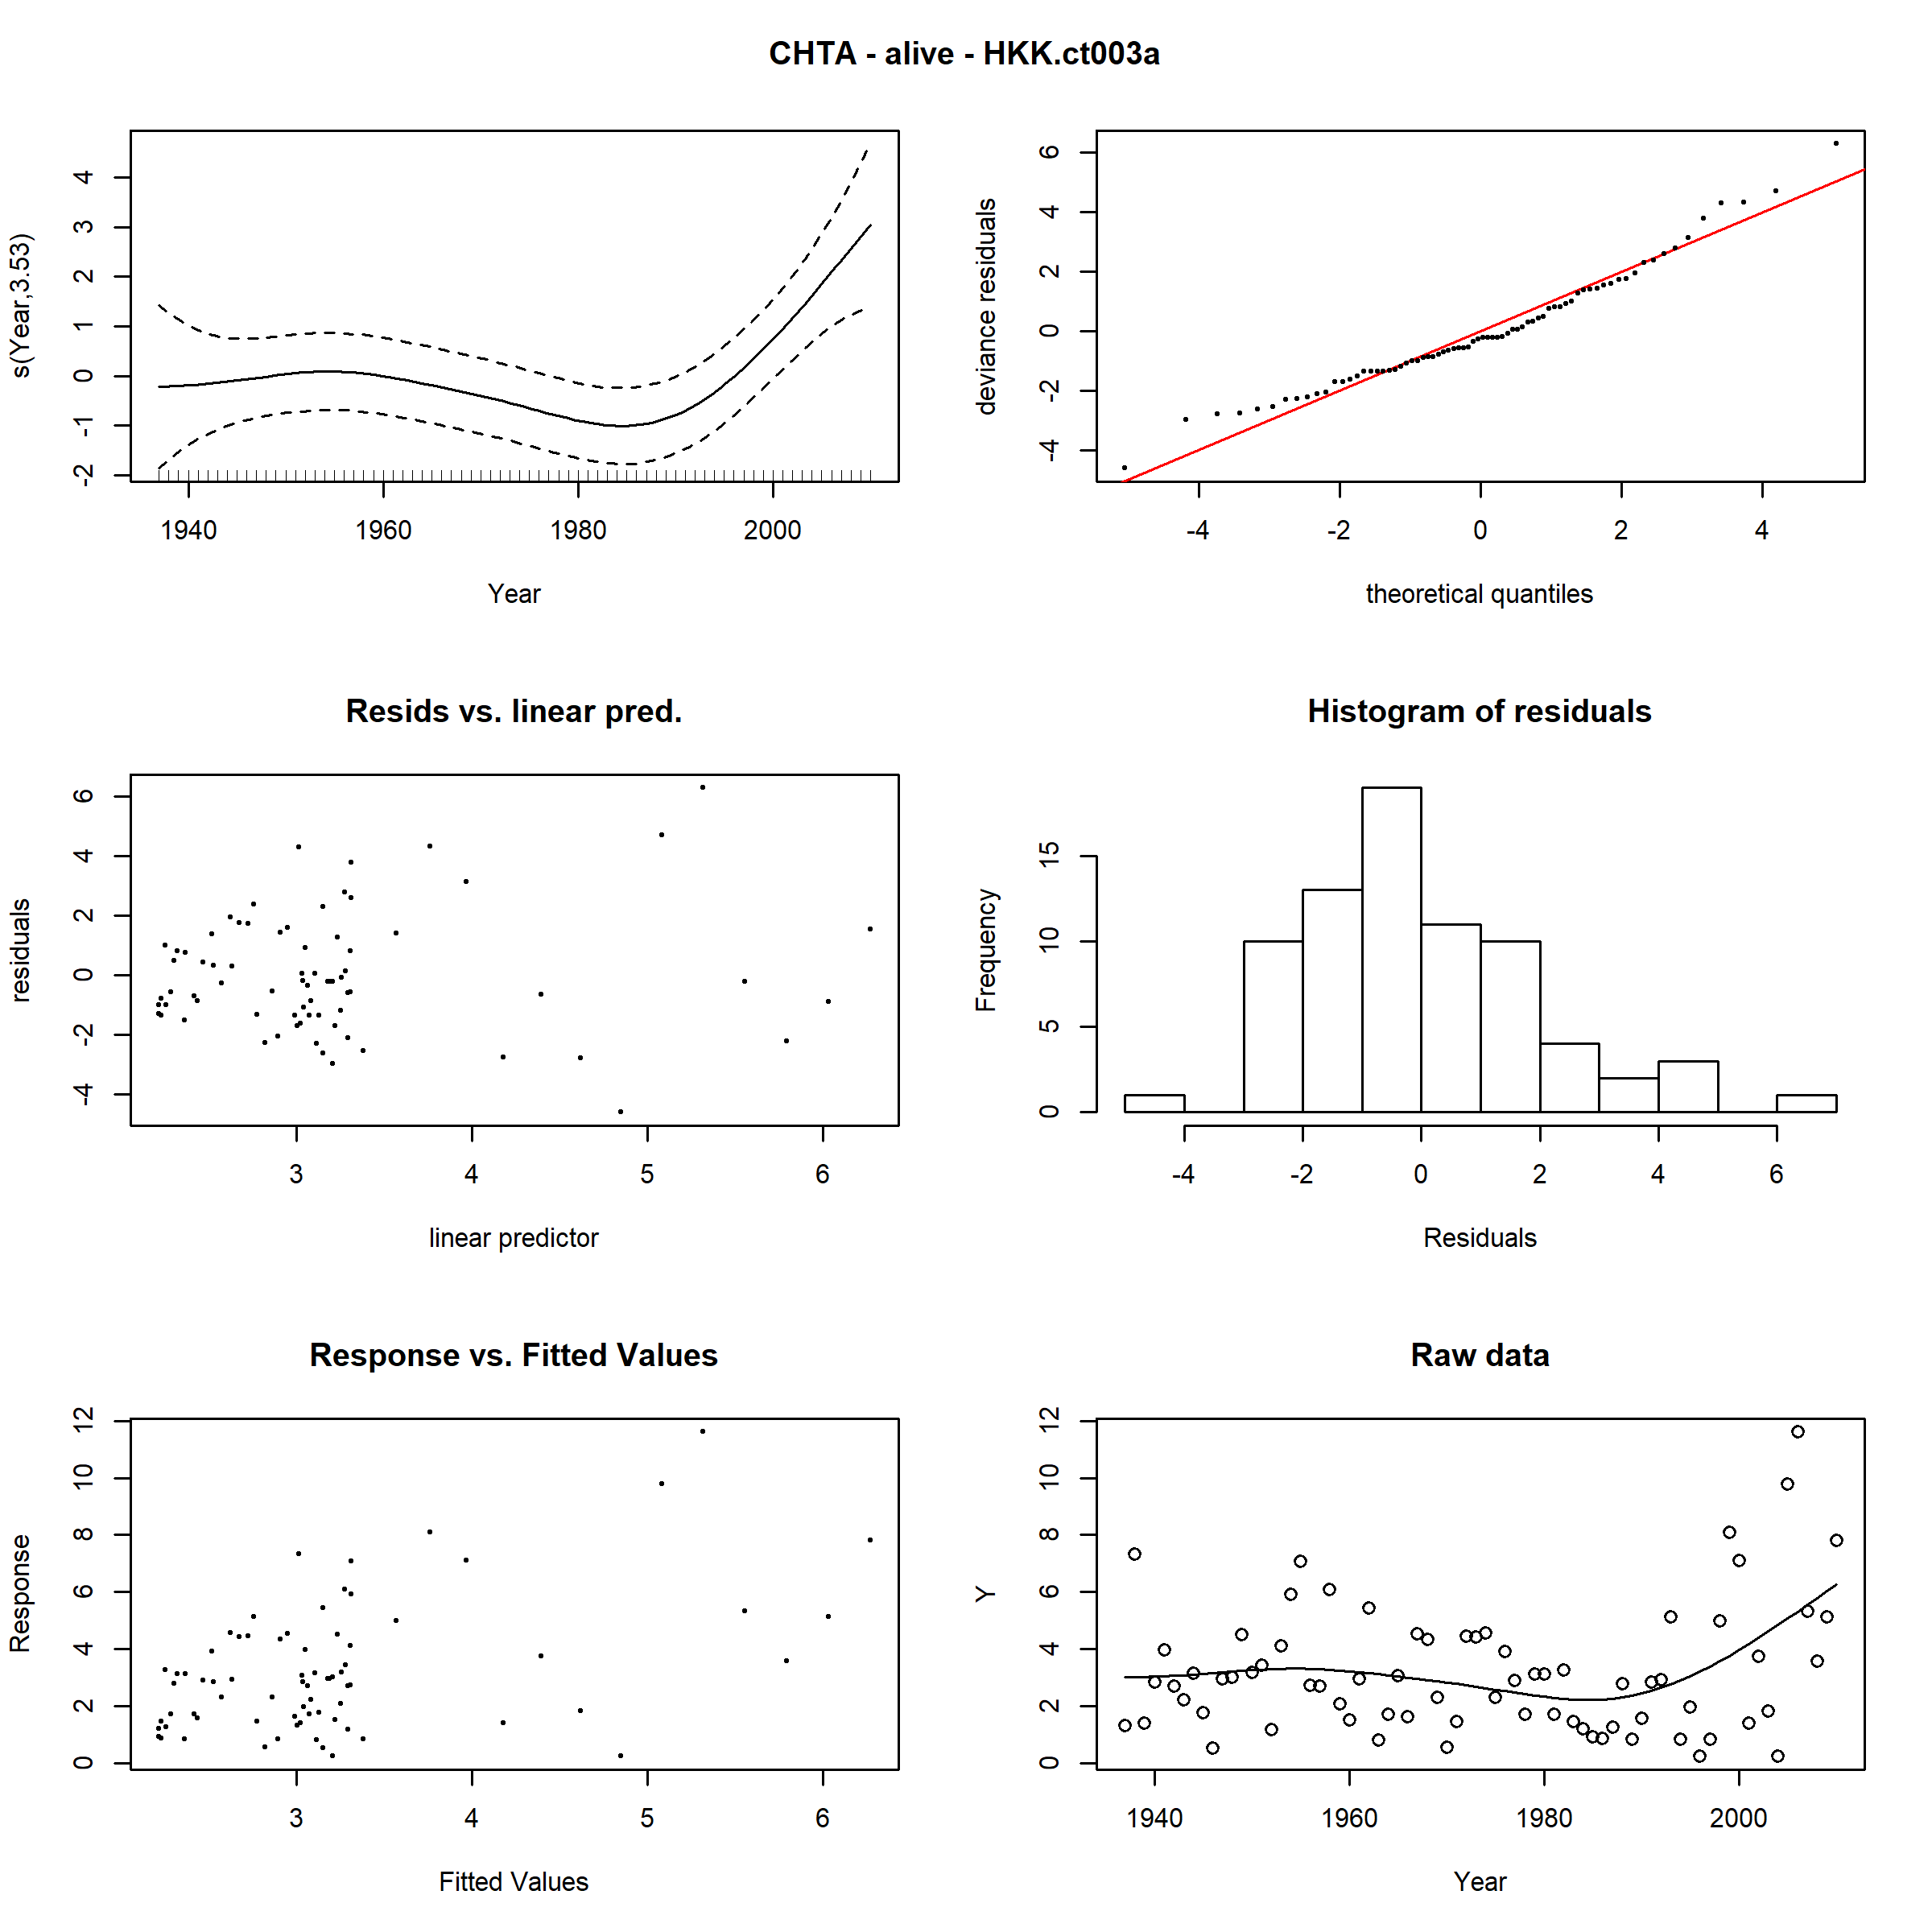 CHTA - alive - HKK.ct003a
s(Year,3.53)
-2 -1 0 1 2 3 4
1940 1960 1980 2000
Year
deviance residuals
-4 -2 0 2 4 6
-4 -2 0 2 4
theoretical quantiles
Resids vs. linear pred.
residuals
-4 -2 0 2 4 6
3 4 5 6
linear predictor
Histogram of residuals
Frequency
0 5 10 15
-4 -2 0 2 4 6
Residuals
Response vs. Fitted Values
Response
0 2 4 6 8 10 12
3 4 5 6
Fitted Values
Raw data
Y
0 2 4 6 8 10 12
1940 1960 1980 2000
Year